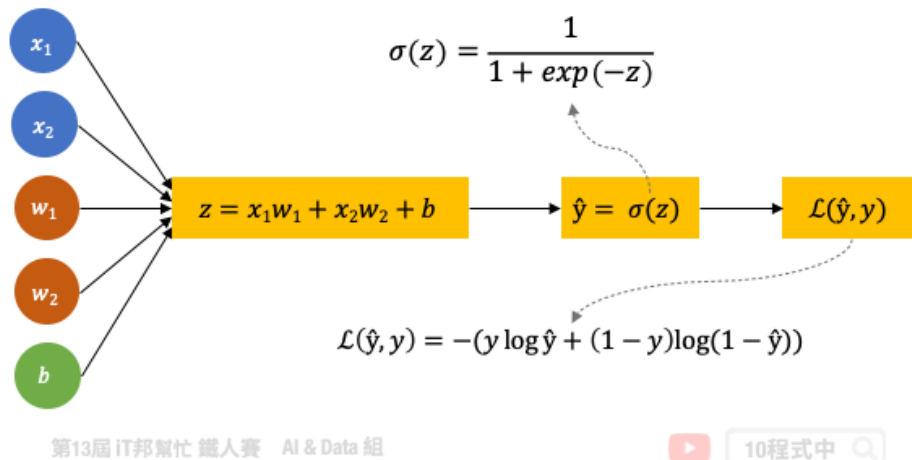 x₁
x₂
w₁
w₂
b
z = x₁w₁ + x₂w₂ + b
ŷ = σ(z)
ℒ(ŷ, y)
σ(z) = 1 / (1 + exp(−z))
ℒ(ŷ, y) = −(y log ŷ + (1 − y)log(1 − ŷ))
第13屆 iT邦幫忙 鐵人賽 AI & Data 組
10程式中